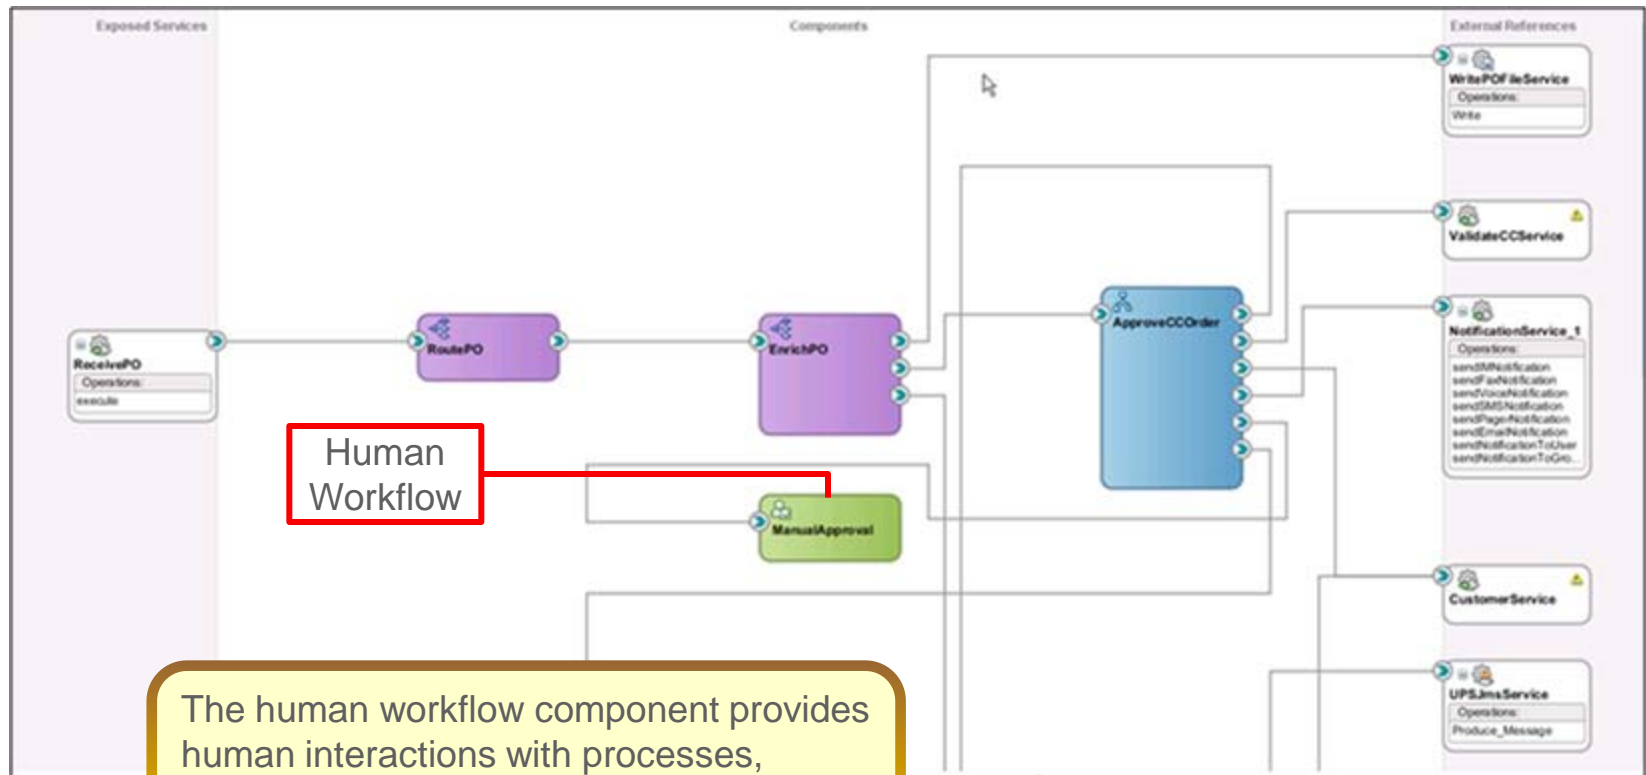 Exposed Services
Components
External References
WritePOFileService
Operations:
Write
ValidateCCService
ApproveCCOrder
NotificationService_1
Operations:
sendIMNotification
sendFaxNotification
sendVoiceNotification
sendSMSNotification
sendPagerNotification
sendEmailNotification
sendNotificationToUser
sendNotificationToGro...
ReceivePO
Operations:
execute
RoutePO
EnrichPO
Human
Workflow
ManualApproval
CustomerService
UPSJmsService
Operations:
Produce_Message
The human workflow component provides
human interactions with processes,